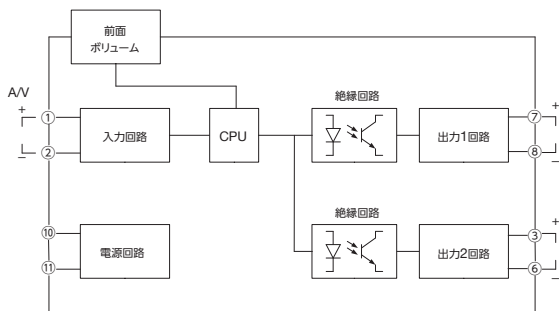 前面
ボリューム
A/V
+
①
②
−
入力回路
CPU
絶縁回路
出力1回路
⑦
⑧
+
−
絶縁回路
出力2回路
③
⑥
+
−
⑩
⑪
電源回路